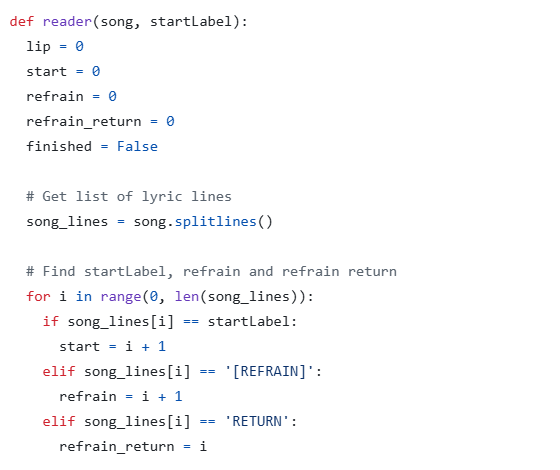 def reader(song, startLabel):
  lip = 0
  start = 0
  refrain = 0
  refrain_return = 0
  finished = False

  # Get list of lyric lines
  song_lines = song.splitlines()

  # Find startLabel, refrain and refrain return
  for i in range(0, len(song_lines)):
    if song_lines[i] == startLabel:
      start = i + 1
    elif song_lines[i] == '[REFRAIN]':
      refrain = i + 1
    elif song_lines[i] == 'RETURN':
      refrain_return = i